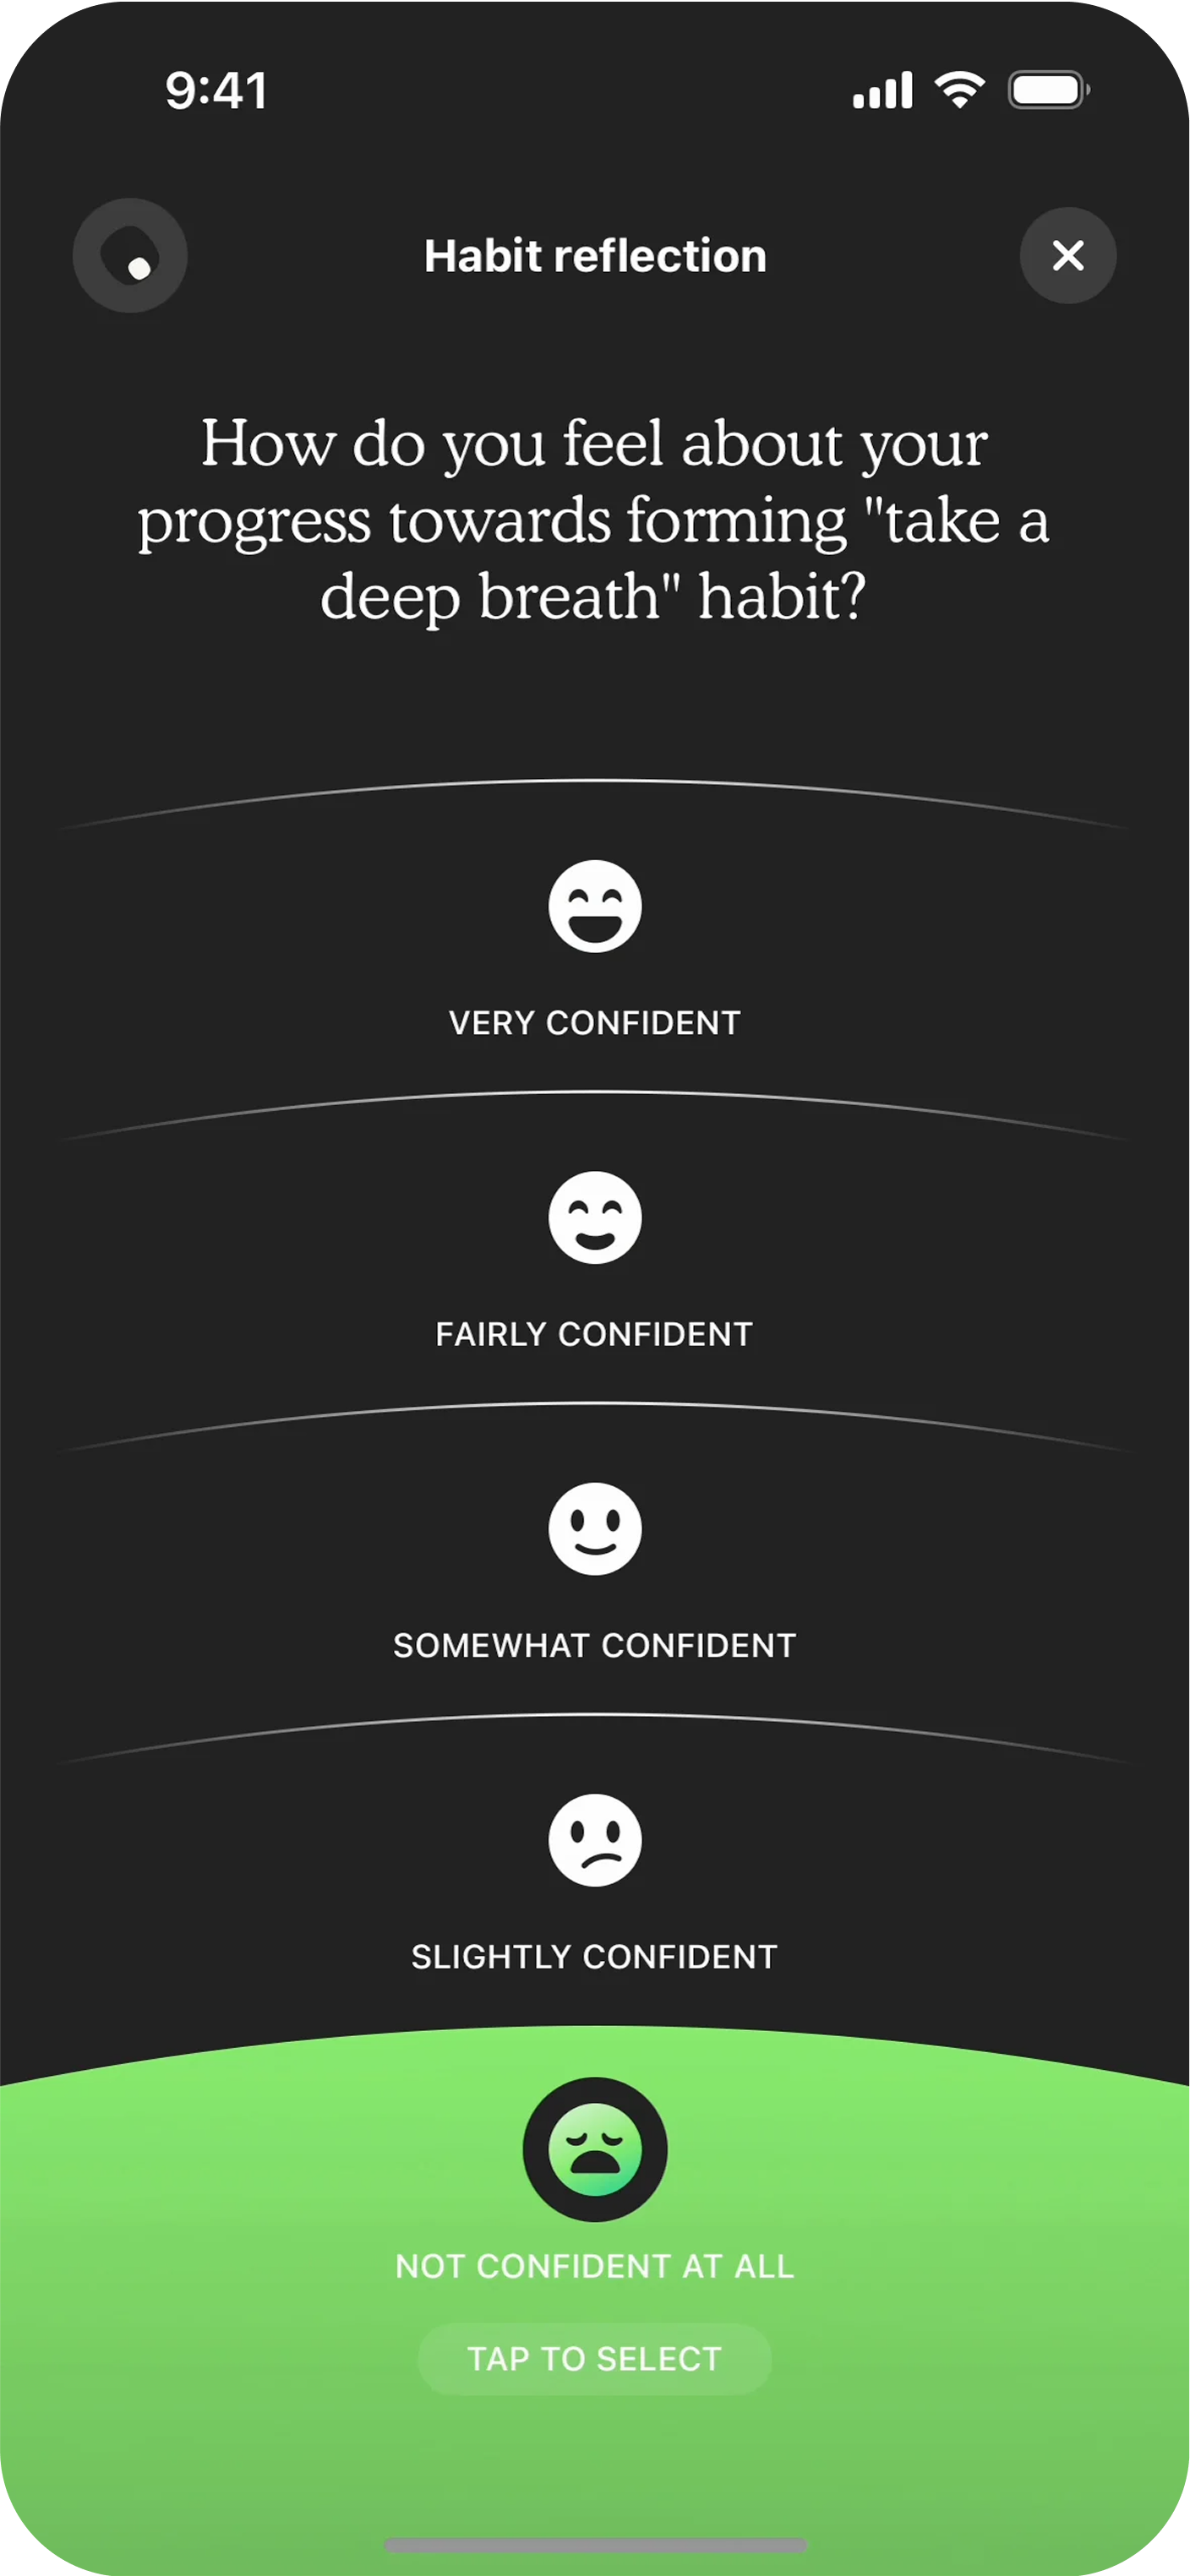 9:41
Habit reflection
How do you feel about your
progress towards forming "take a
deep breath" habit?
VERY CONFIDENT
FAIRLY CONFIDENT
SOMEWHAT CONFIDENT
SLIGHTLY CONFIDENT
NOT CONFIDENT AT ALL
TAP TO SELECT